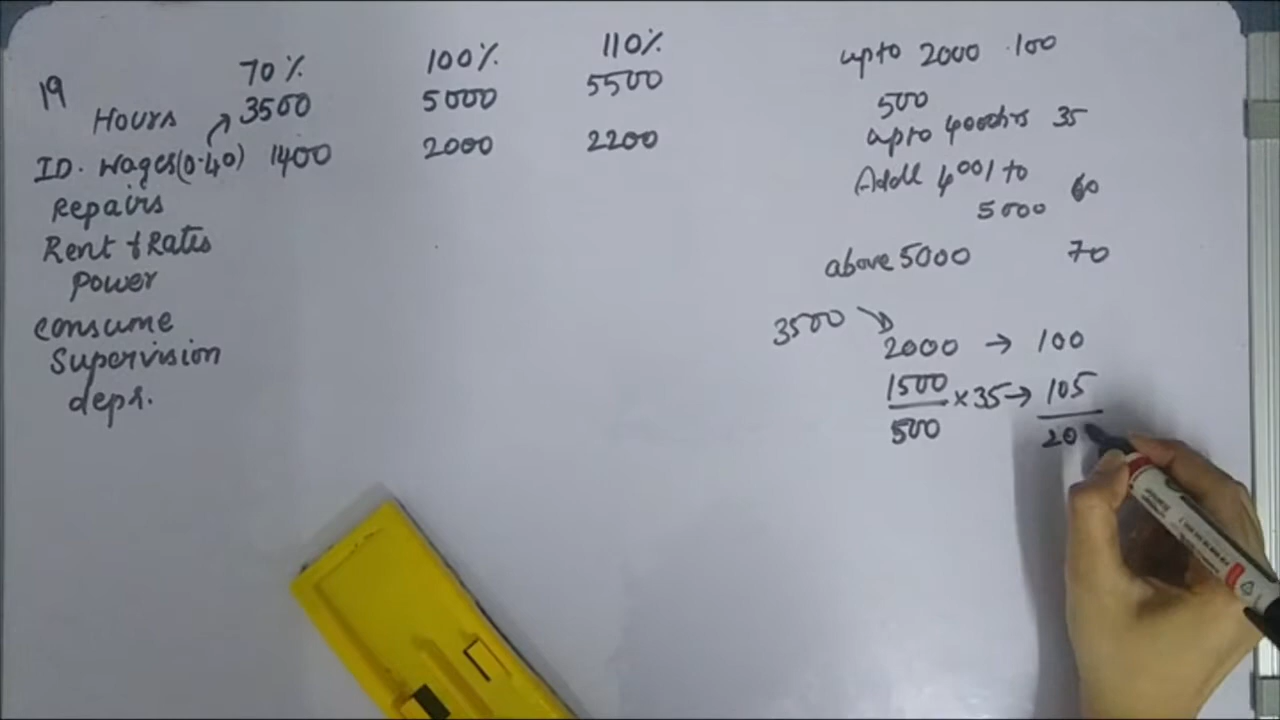 19 70% 100% 110%
Hours 3500 5000 5500
ID. wages(0.40) 1400 2000 2200
Repairs
Rent & Rates
Power
Consume
Supervision
depr.
upto 2000 100
500
upto 4000hrs 35
Addl 4001 to
5000 60
above 5000 70
3500
2000 → 100
1500
500 × 35 → 105
20